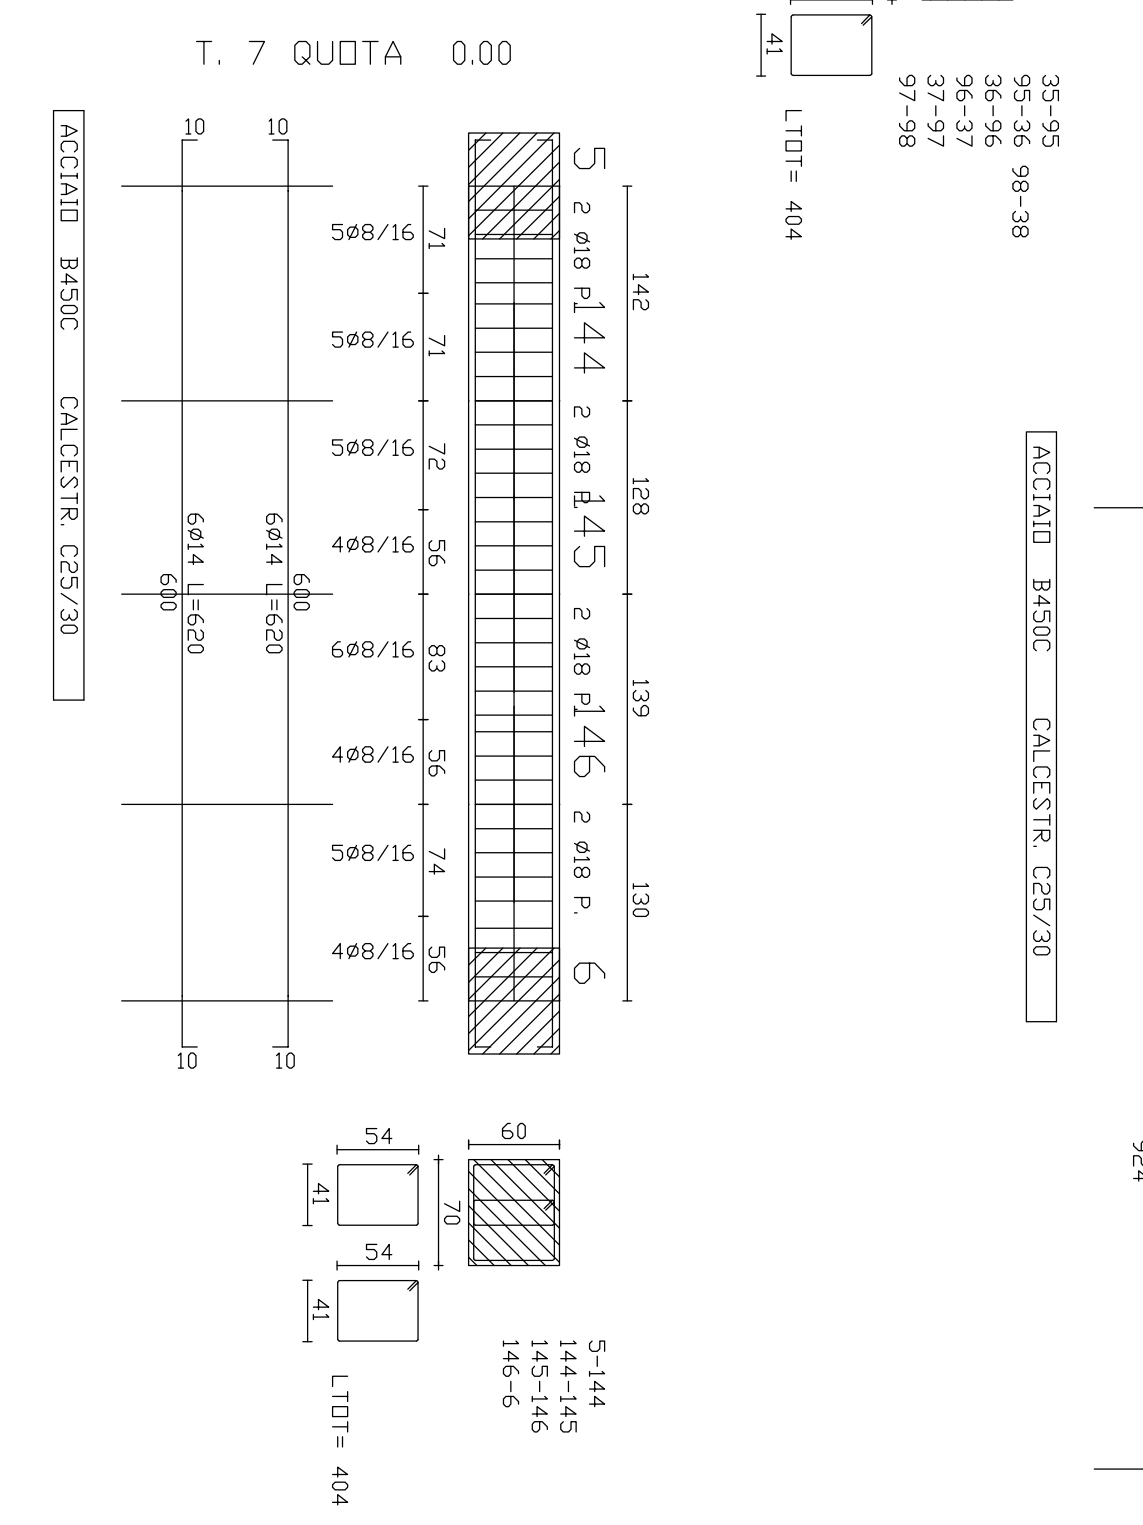 T. 7 QUOTA 0.00
41
LTOT= 404
35-95
95-36 98-38
36-96
96-37
37-97
97-98
ACCIAIO B450C CALCESTR. C25/30
10
10
5ø8/16 71
5ø8/16 71
5ø8/16 72
4ø8/16 56
6ø8/16 83
4ø8/16 56
5ø8/16 74
4ø8/16 56
6ø14 L=620
600
6ø14 L=620
600
10
10
5
2 ø18 P.
144
2 ø18 P.
145
2 ø18 P.
146
2 ø18 P.
6
142
128
139
130
ACCIAIO B450C CALCESTR. C25/30
924
54
41
54
41
LTOT= 404
60
70
5-144
144-145
145-146
146-6